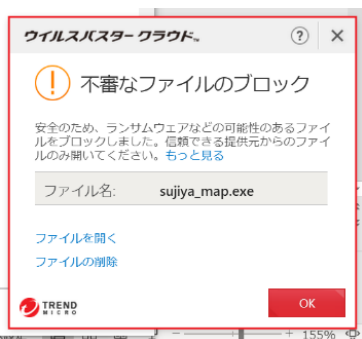 ウイルスバスター クラウド™
?
不審なファイルのブロック
安全のため、ランサムウェアなどの可能性のあるファイ
ルをブロックしました。信頼できる提供元からのファイ
ルのみ開いてください。もっと見る
ファイル名: sujiya_map.exe
ファイルを開く
ファイルの削除
TREND
MICRO
OK
155%